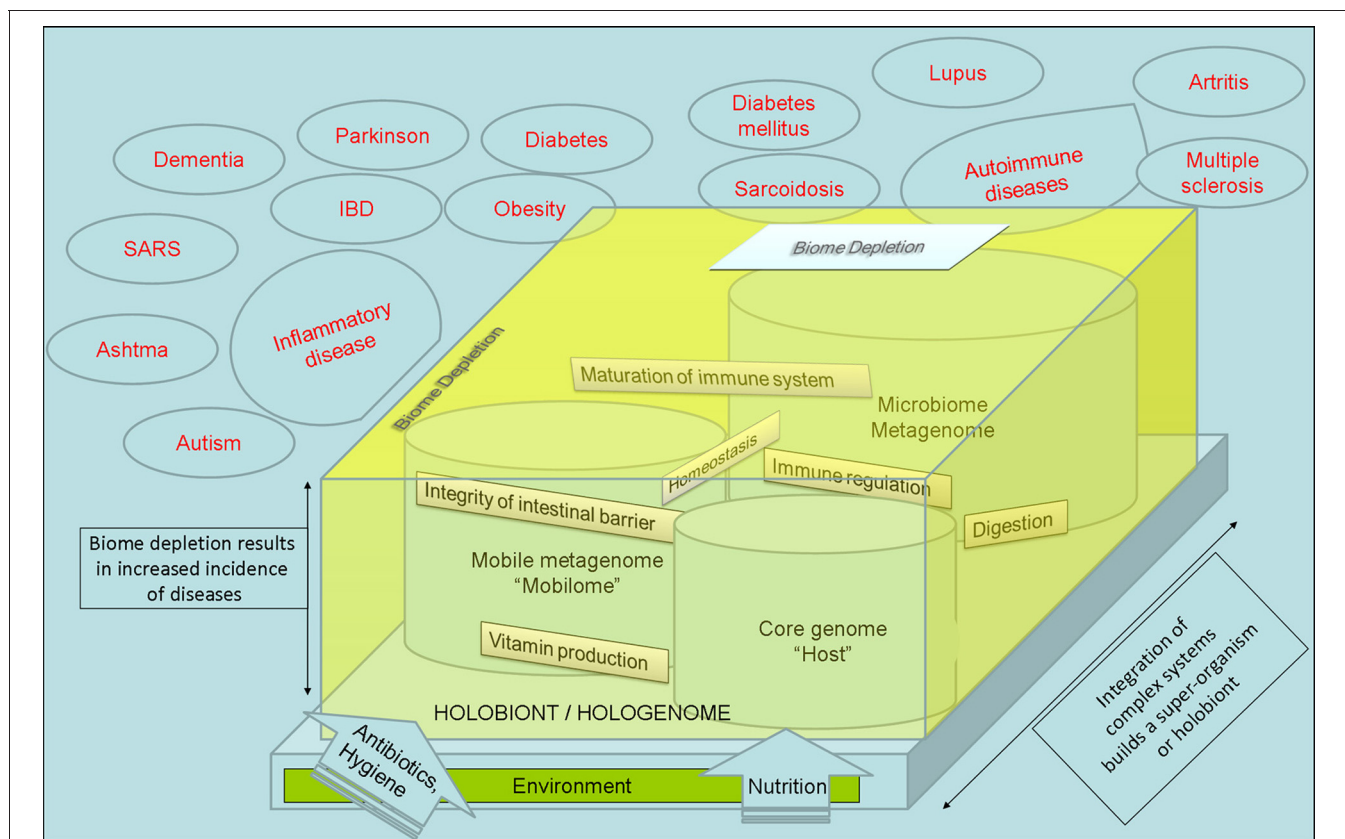 Lupus
Artritis
Diabetes
mellitus
Parkinson
Diabetes
Dementia
Autoimmune
diseases
Multiple
sclerosis
Sarcoidosis
IBD
Obesity
SARS
Biome Depletion
Inflammatory
disease
Ashtma
Biome Depletion
Maturation of immune system
Microbiome
Metagenome
Autism
Homeostasis
Immune regulation
Integrity of intestinal barrier
Digestion
Biome depletion results
in increased incidence
of diseases
Mobile metagenome
“Mobilome”
Core genome
“Host”
Vitamin production
Integration of
complex systems
builds a super-organism
or holobiont
HOLOBIONT / HOLOGENOME
Antibiotics,
Hygiene
Environment
Nutrition